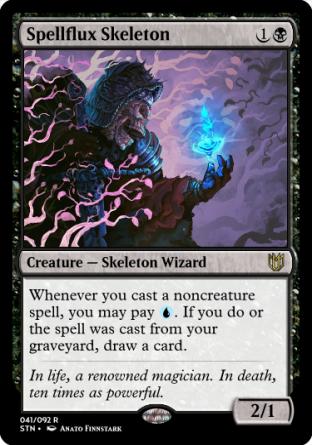 Spellflux Skeleton 1
Creature — Skeleton Wizard
Whenever you cast a noncreature
spell, you may pay . If you do or
the spell was cast from your
graveyard, draw a card.
In life, a renowned magician. In death,
ten times as powerful.
2/1
041/092 R
STN • Anato Finnstark